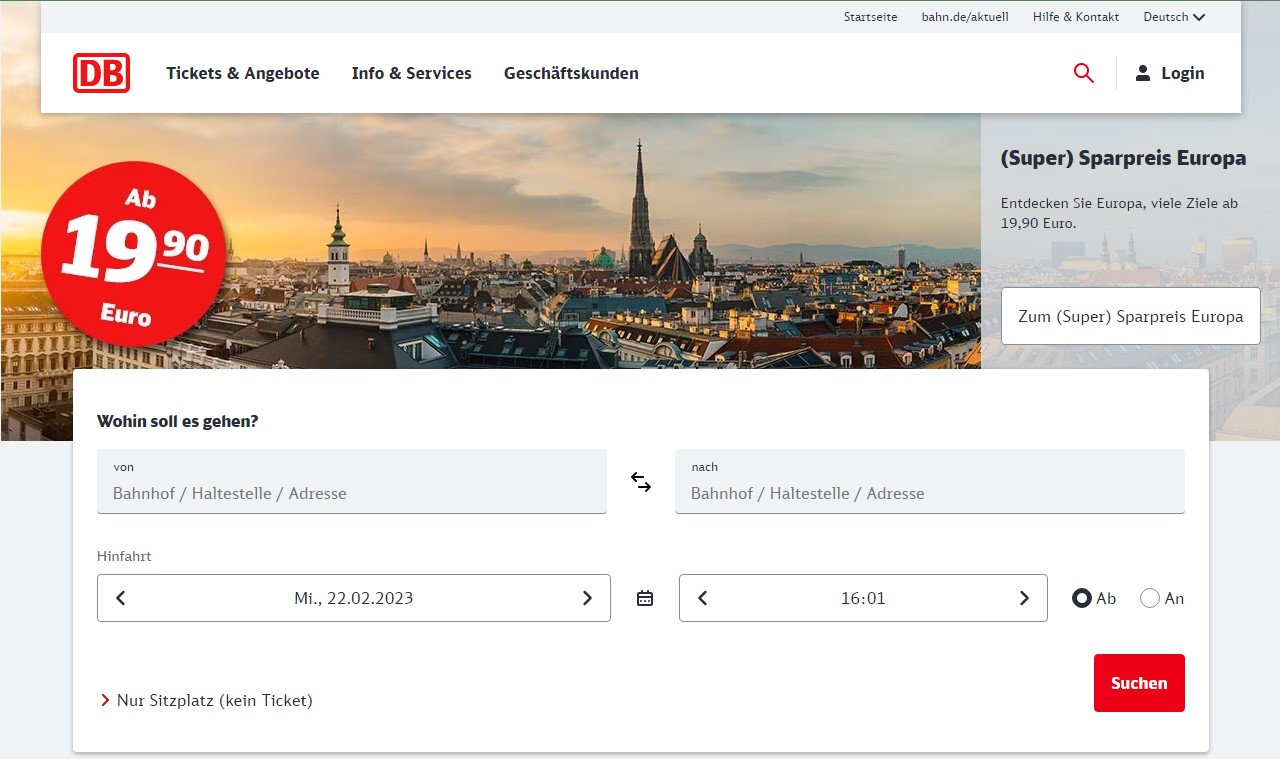 Startseite bahn.de/aktuell Hilfe & Kontakt Deutsch
DB Tickets & Angebote Info & Services Geschäftskunden Login
Ab
19 90
Euro
(Super) Sparpreis Europa
Entdecken Sie Europa, viele Ziele ab
19,90 Euro.
Zum (Super) Sparpreis Europa
Wohin soll es gehen?
von
Bahnhof / Haltestelle / Adresse
nach
Bahnhof / Haltestelle / Adresse
Hinfahrt
Mi., 22.02.2023 16:01 Ab An
Nur Sitzplatz (kein Ticket)
Suchen